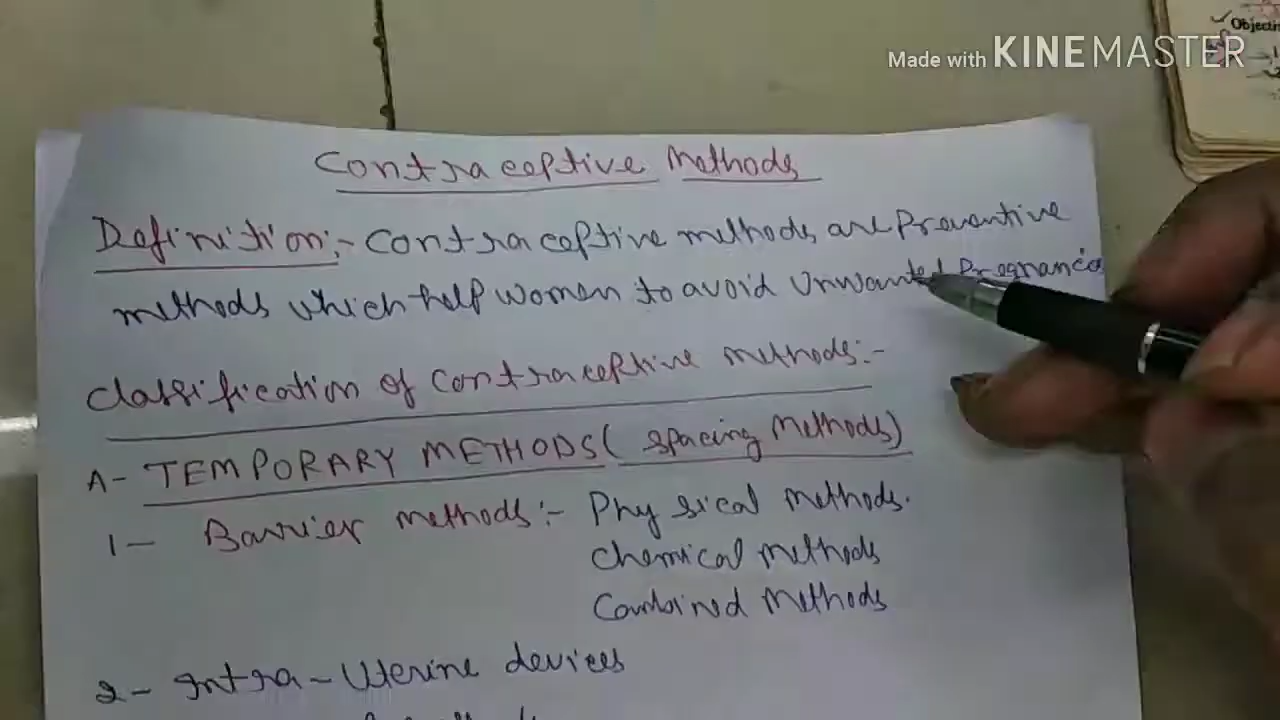 Made with KINEMASTER
Objecti
Contraceptive Methods
Definition:- Contraceptive methods are Preventive
methods which help women to avoid Unwanted Pregnancies
Classification of Contraceptive methods:-
A- TEMPORARY METHODS (spacing Methods)
1- Barrier methods:- Physical methods.
Chemical methods
Combined Methods
2- Intra-Uterine devices